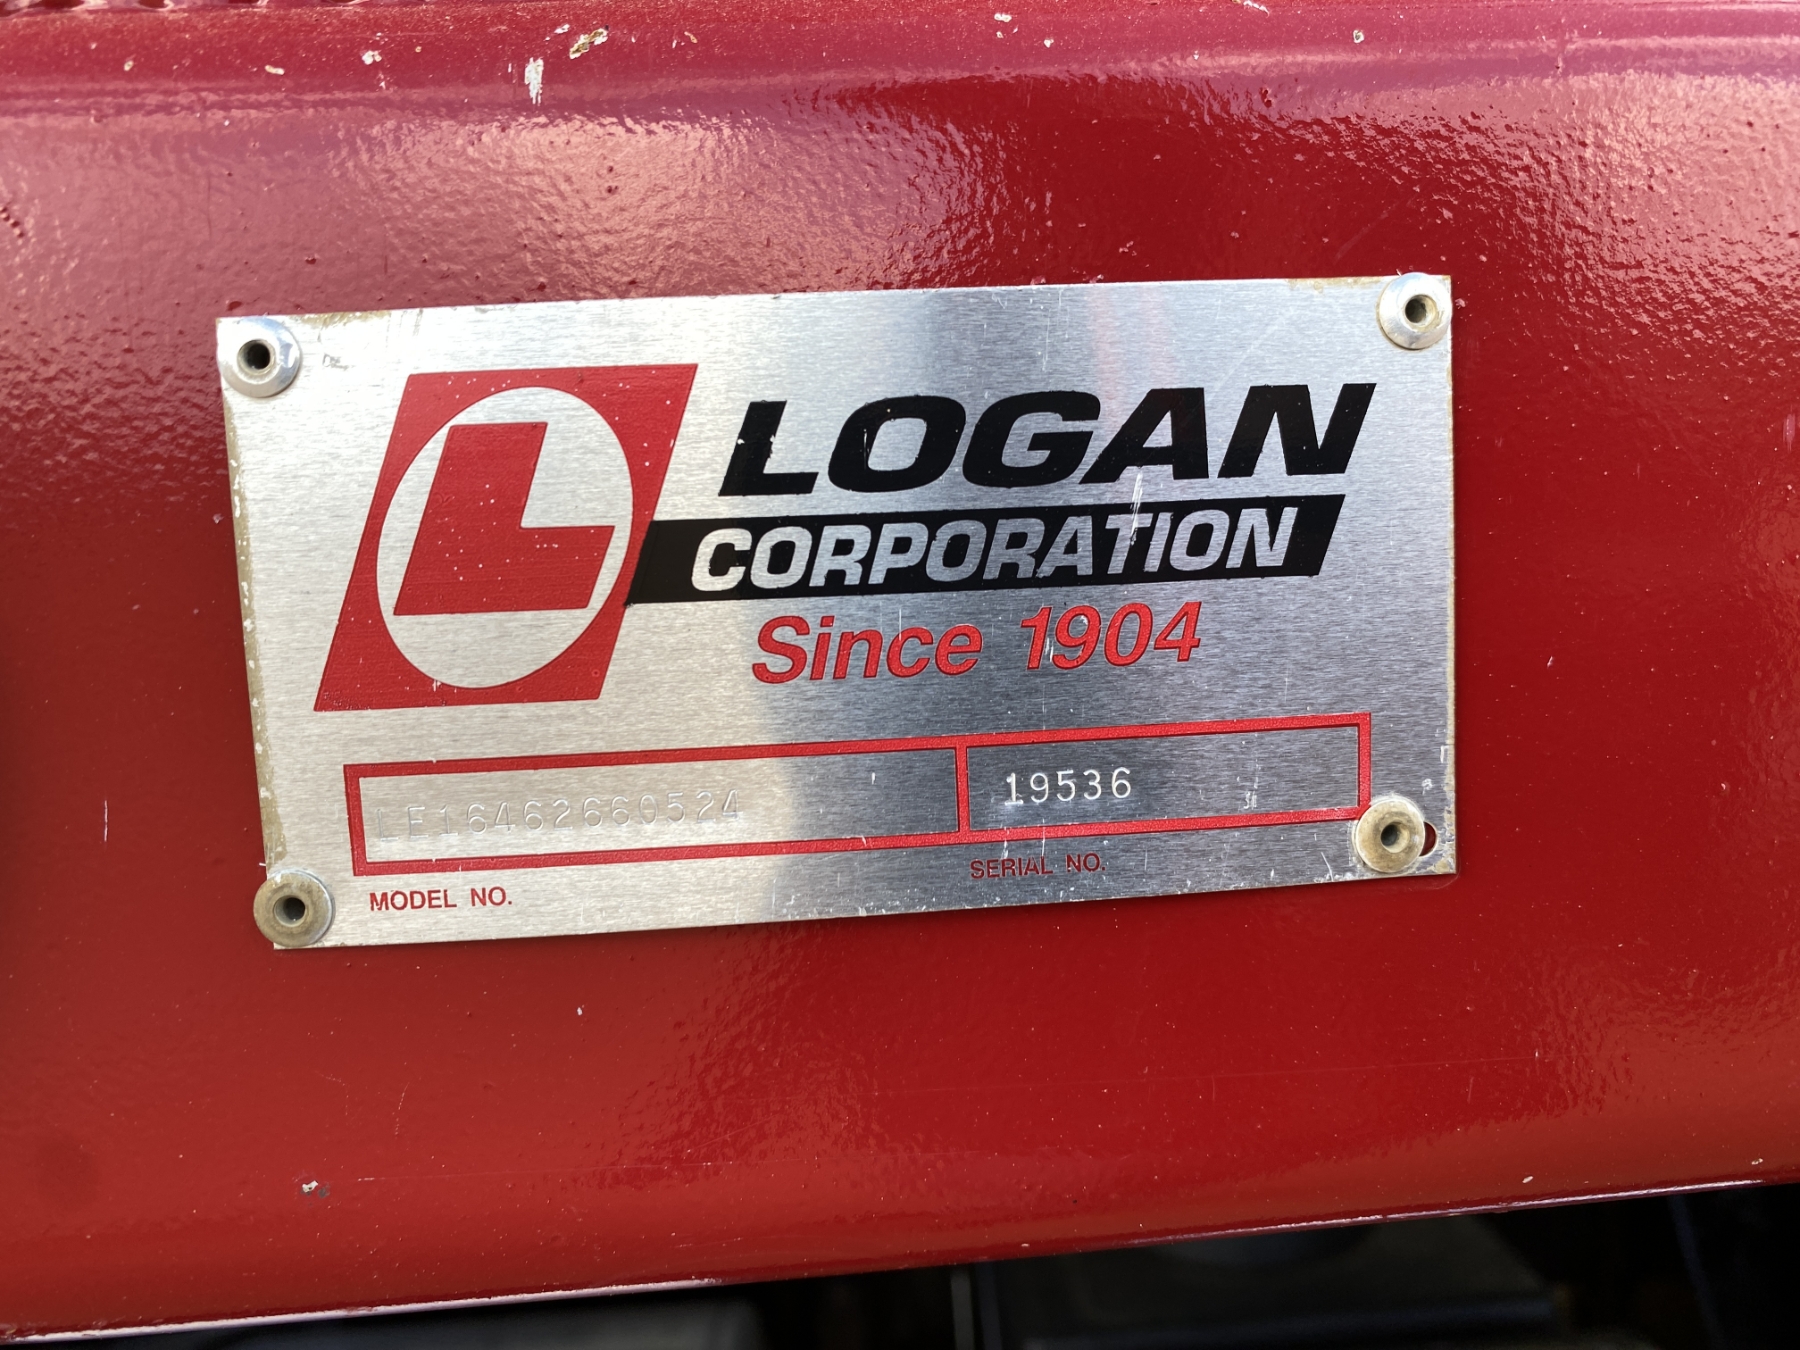 L LOGAN
CORPORATION
Since 1904
LE16462660524 19536
MODEL NO. SERIAL NO.